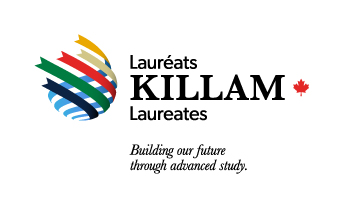 Lauréats
KILLAM
Laureates
Building our future
through advanced study.